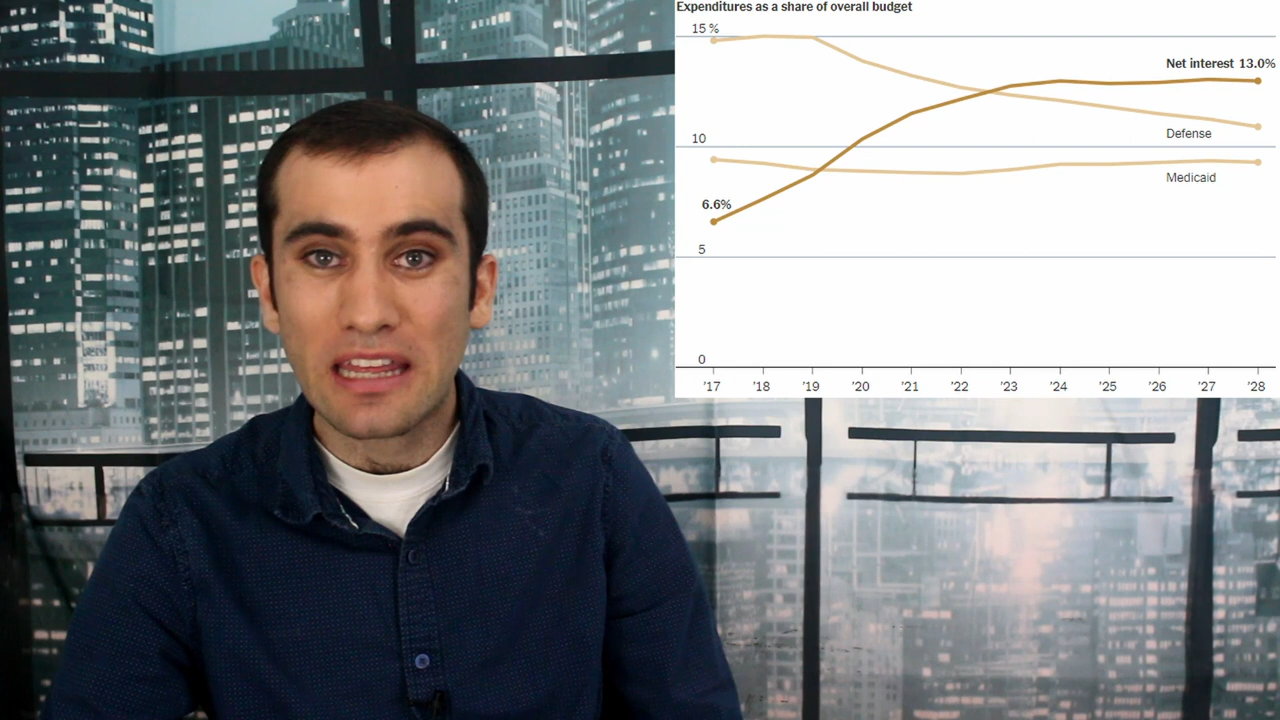 Expenditures as a share of overall budget
15 %
Net interest 13.0%
Defense
10
Medicaid
6.6%
5
0
'17 '18 '19 '20 '21 '22 '23 '24 '25 '26 '27 '28